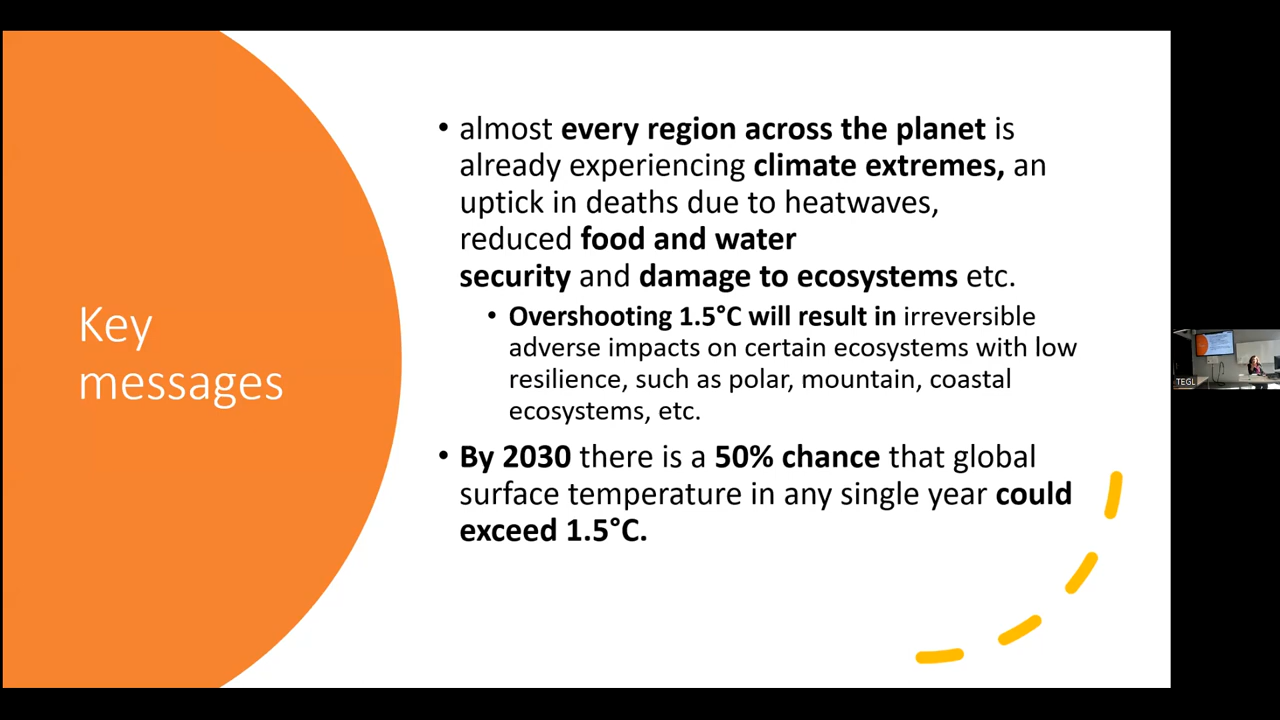 Key
messages
• almost every region across the planet is
already experiencing climate extremes, an
uptick in deaths due to heatwaves,
reduced food and water
security and damage to ecosystems etc.
• Overshooting 1.5°C will result in irreversible
adverse impacts on certain ecosystems with low
resilience, such as polar, mountain, coastal
ecosystems, etc.
• By 2030 there is a 50% chance that global
surface temperature in any single year could
exceed 1.5°C.
TEGL